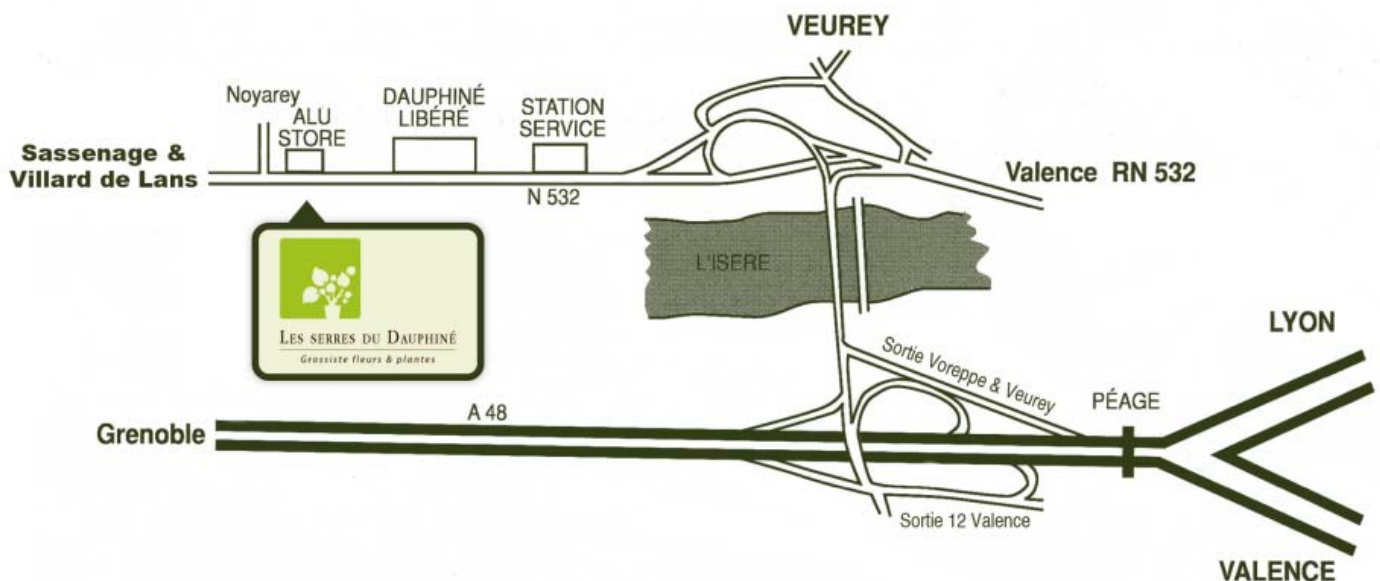 VEUREY
Noyarey
ALU
STORE
DAUPHINÉ
LIBÉRÉ
STATION
SERVICE
Sassenage &
Villard de Lans
Valence RN 532
N 532
L'ISERE
LES SERRES DU DAUPHINÉ
Grossiste fleurs & plantes
LYON
Sortie Voreppe & Veurey
PÉAGE
A 48
Grenoble
Sortie 12 Valence
VALENCE